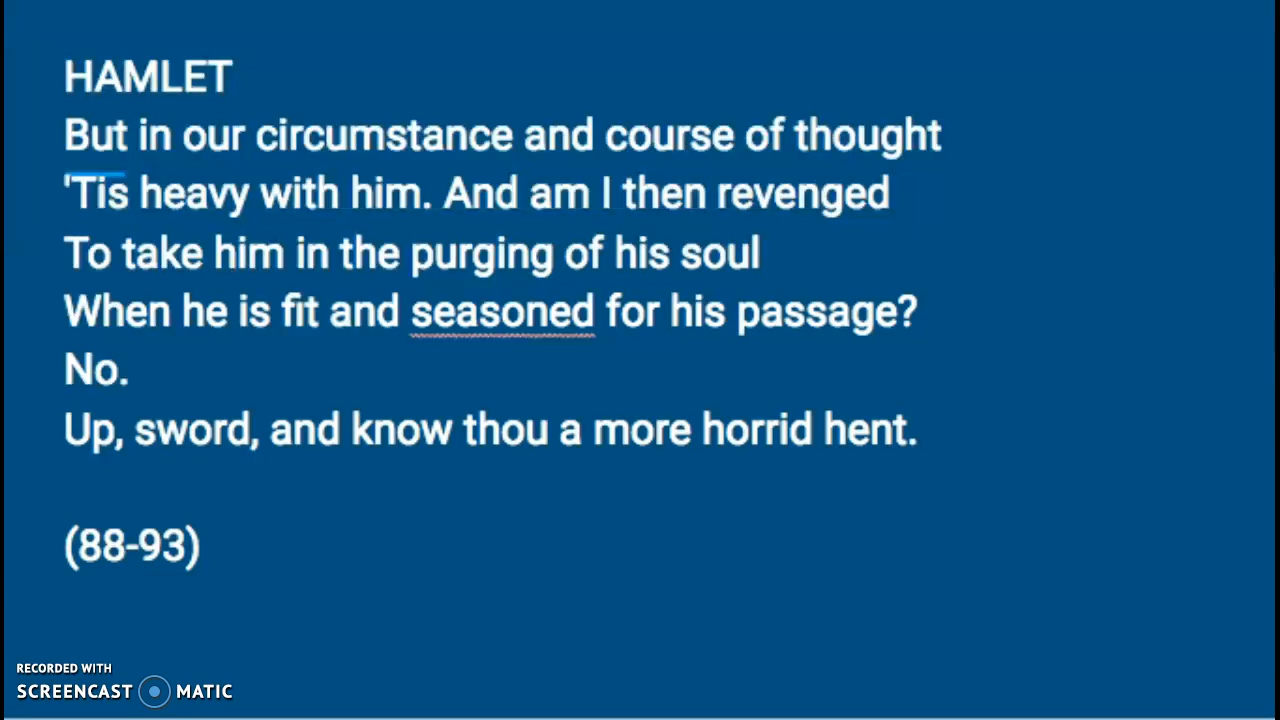 HAMLET
But in our circumstance and course of thought
'Tis heavy with him. And am I then revenged
To take him in the purging of his soul
When he is fit and seasoned for his passage?
No.
Up, sword, and know thou a more horrid hent.
(88-93)
RECORDED WITH
SCREENCAST MATIC